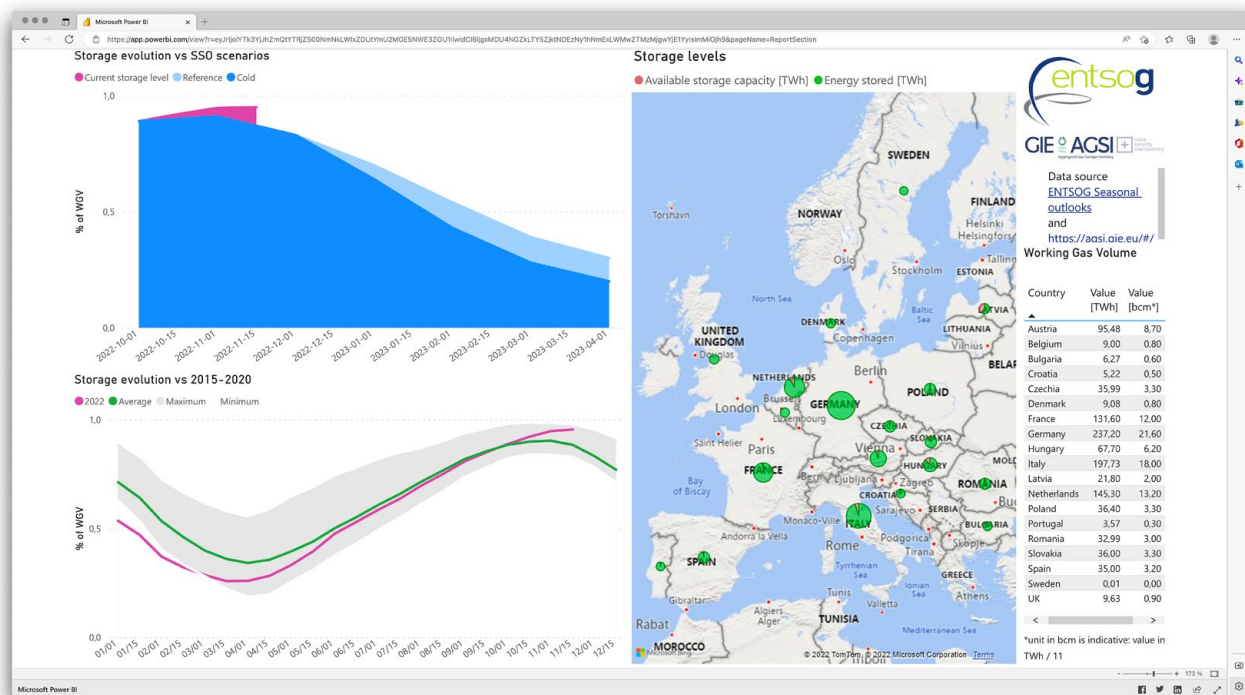 Microsoft Power BI
Storage evolution vs SSO scenarios
Current storage level Reference Cold
1,0
0,5
0,0
% of WGV
2022-10-01
2022-10-15
2022-11-01
2022-11-15
2022-12-01
2022-12-15
2023-01-01
2023-01-15
2023-02-01
2023-02-15
2023-03-01
2023-03-15
2023-04-01
Storage evolution vs 2015-2020
2022 Average Maximum Minimum
1,0
0,5
0,0
% of WGV
01/01
01/15
02/01
02/15
03/01
03/15
04/01
04/15
05/01
05/15
06/01
06/15
07/01
07/15
08/01
08/15
09/01
09/15
10/01
10/15
11/01
11/15
12/01
12/15
Storage levels
Available storage capacity [TWh] Energy stored [TWh]
SWEDEN
FINLAND
Torshavn
NORWAY
Helsinki
Helsingfors
Oslo
Stockholm
Tallinn
ESTONIA
North Sea
Baltic
Sea
LATVIA
DENMARK
Copenhagen
LITHUANIA
Vilnius
UNITED
KINGDOM
Douglas
BELAR
NETHERLANDS
Berlin
POLAND
London
Brussels
GERMANY
Luxembourg
CZECHIA
Saint Helier
Paris
SLOVAKIA
Vienna
MOLD
FRANCE
Bern
HUNGARY
Ljubljana
Zagreb
ROMANIA
Bay
of Biscay
CROATIA
Buc
Monaco-Ville
Sarajevo
SERBIA
ITALY
BULGARIA
Andorra la Vella
Rome
Podgorica
Skopje
Tirana
SPAIN
Tyrrhenian
Sea
GREECE
Ionian
Sea
Athens
Gibraltar
Algiers
Alger
Tunis
Valletta
Rabat
TUNISIA
Mediterranean Sea
MOROCCO
Tripoli
Microsoft Bing
© 2022 TomTom, © 2022 Microsoft Corporation Terms
entsog
GIE AGSI+
Aggregated Gas Storage Inventory
Data source
ENTSOG Seasonal
outlooks
and
https://agsi.gie.eu/#/
Working Gas Volume
Country Value [TWh] Value [bcm*]
Austria 95,48 8,70
Belgium 9,00 0,80
Bulgaria 6,27 0,60
Croatia 5,22 0,50
Czechia 35,99 3,30
Denmark 9,08 0,80
France 131,60 12,00
Germany 237,20 21,60
Hungary 67,70 6,20
Italy 197,73 18,00
Latvia 21,80 2,00
Netherlands 145,30 13,20
Poland 36,40 3,30
Portugal 3,57 0,30
Romania 32,99 3,00
Slovakia 36,00 3,30
Spain 35,00 3,20
Sweden 0,01 0,00
UK 9,63 0,90
*unit in bcm is indicative: value in
TWh / 11
173 %
Microsoft Power BI